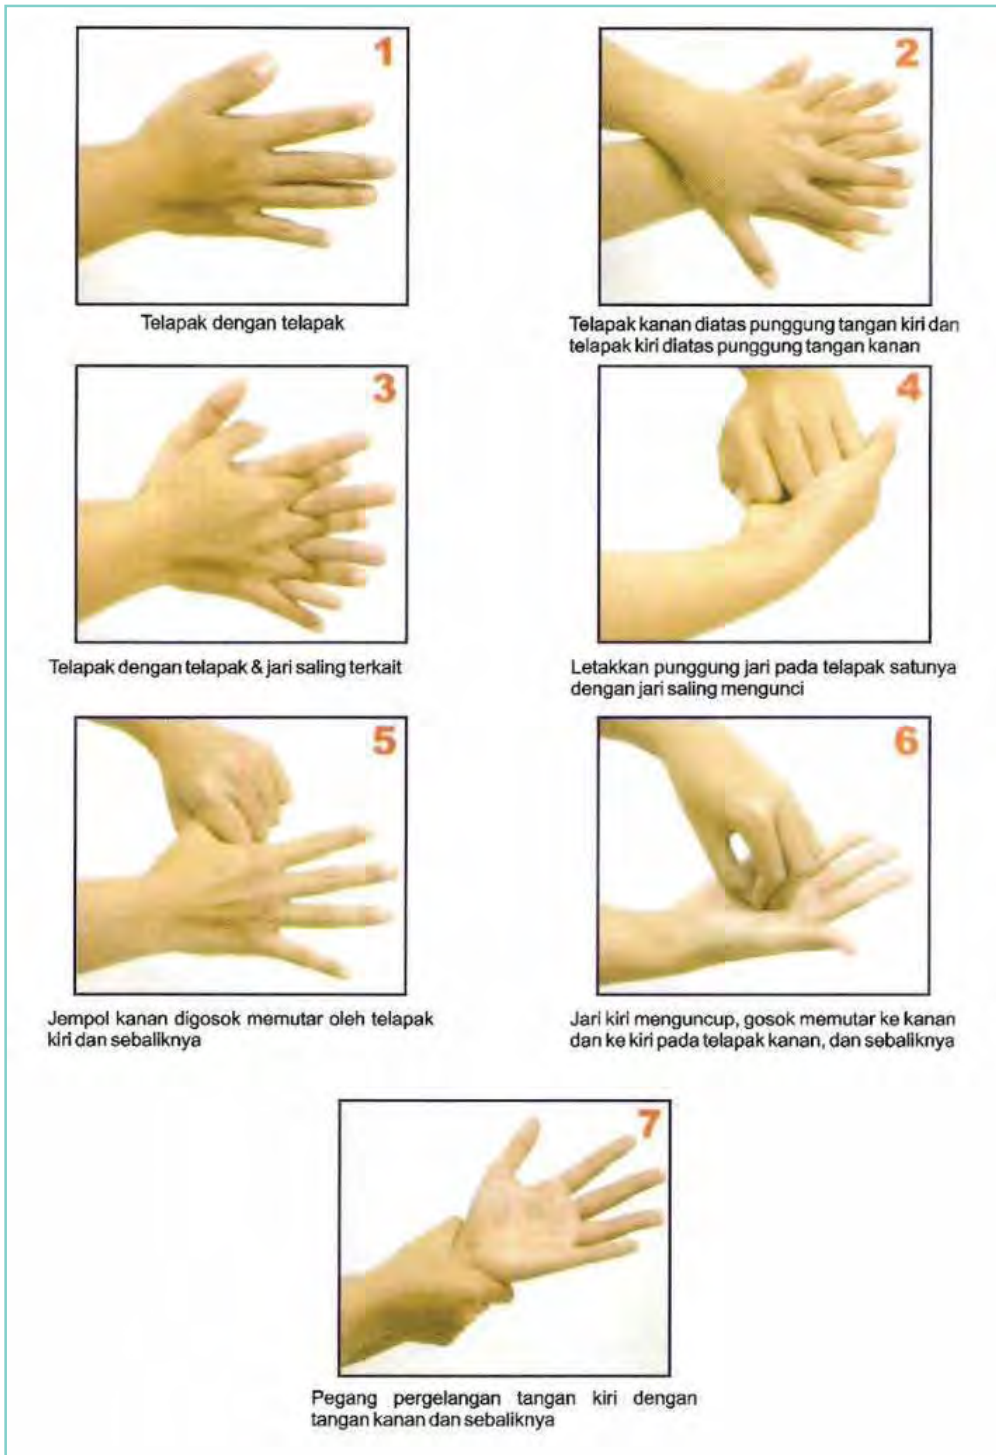 1
Telapak dengan telapak
2
Telapak kanan diatas punggung tangan kiri dan
telapak kiri diatas punggung tangan kanan
3
Telapak dengan telapak & jari saling terkait
4
Letakkan punggung jari pada telapak satunya
dengan jari saling mengunci
5
Jempol kanan digosok memutar oleh telapak
kiri dan sebaliknya
6
Jari kiri menguncup, gosok memutar ke kanan
dan ke kiri pada telapak kanan, dan sebaliknya
7
Pegang pergelangan tangan kiri dengan
tangan kanan dan sebaliknya